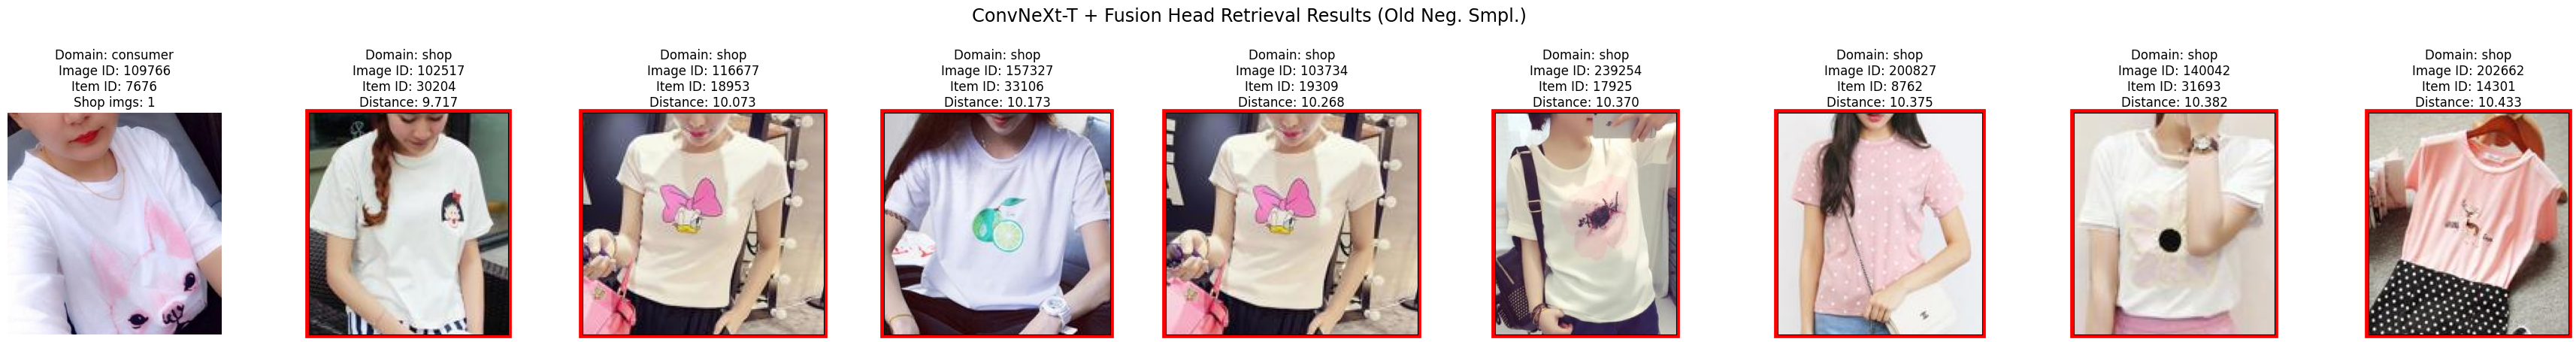 ConvNeXt-T + Fusion Head Retrieval Results (Old Neg. Smpl.)
Domain: consumer
Image ID: 109766
Item ID: 7676
Shop imgs: 1
Domain: shop
Image ID: 102517
Item ID: 30204
Distance: 9.717
Domain: shop
Image ID: 116677
Item ID: 18953
Distance: 10.073
Domain: shop
Image ID: 157327
Item ID: 33106
Distance: 10.173
Domain: shop
Image ID: 103734
Item ID: 19309
Distance: 10.268
Domain: shop
Image ID: 239254
Item ID: 17925
Distance: 10.370
Domain: shop
Image ID: 200827
Item ID: 8762
Distance: 10.375
Domain: shop
Image ID: 140042
Item ID: 31693
Distance: 10.382
Domain: shop
Image ID: 202662
Item ID: 14301
Distance: 10.433